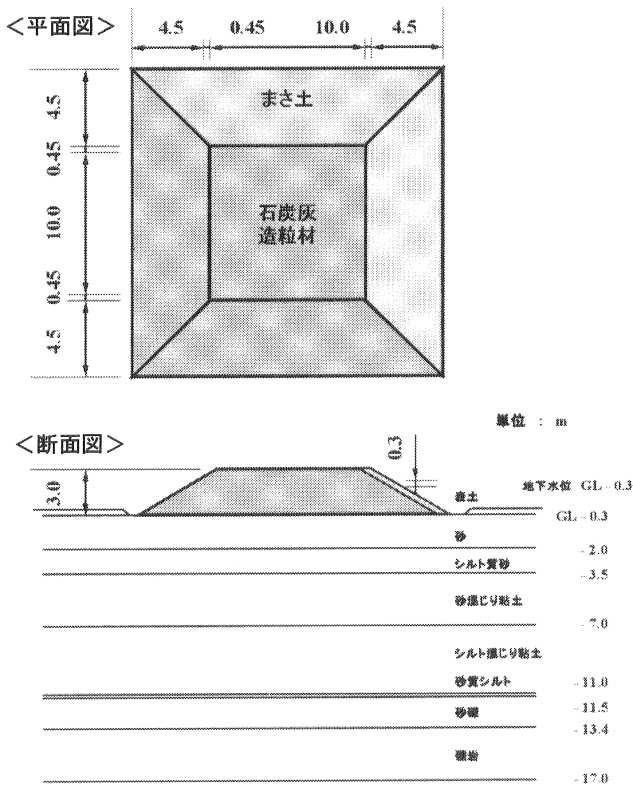 ＜平面図＞
4.5 0.45 10.0 4.5
4.5
0.45
10.0
0.45
4.5
まさ土
石炭灰
造粒材
単位 : m
＜断面図＞
3.0
0.3
表土
地下水位 GL - 0.3
GL - 0.3
砂
- 2.0
シルト質砂
- 3.5
砂混じり粘土
- 7.0
シルト混じり粘土
砂質シルト
- 11.0
- 11.5
砂礫
- 13.4
礫岩
- 17.0